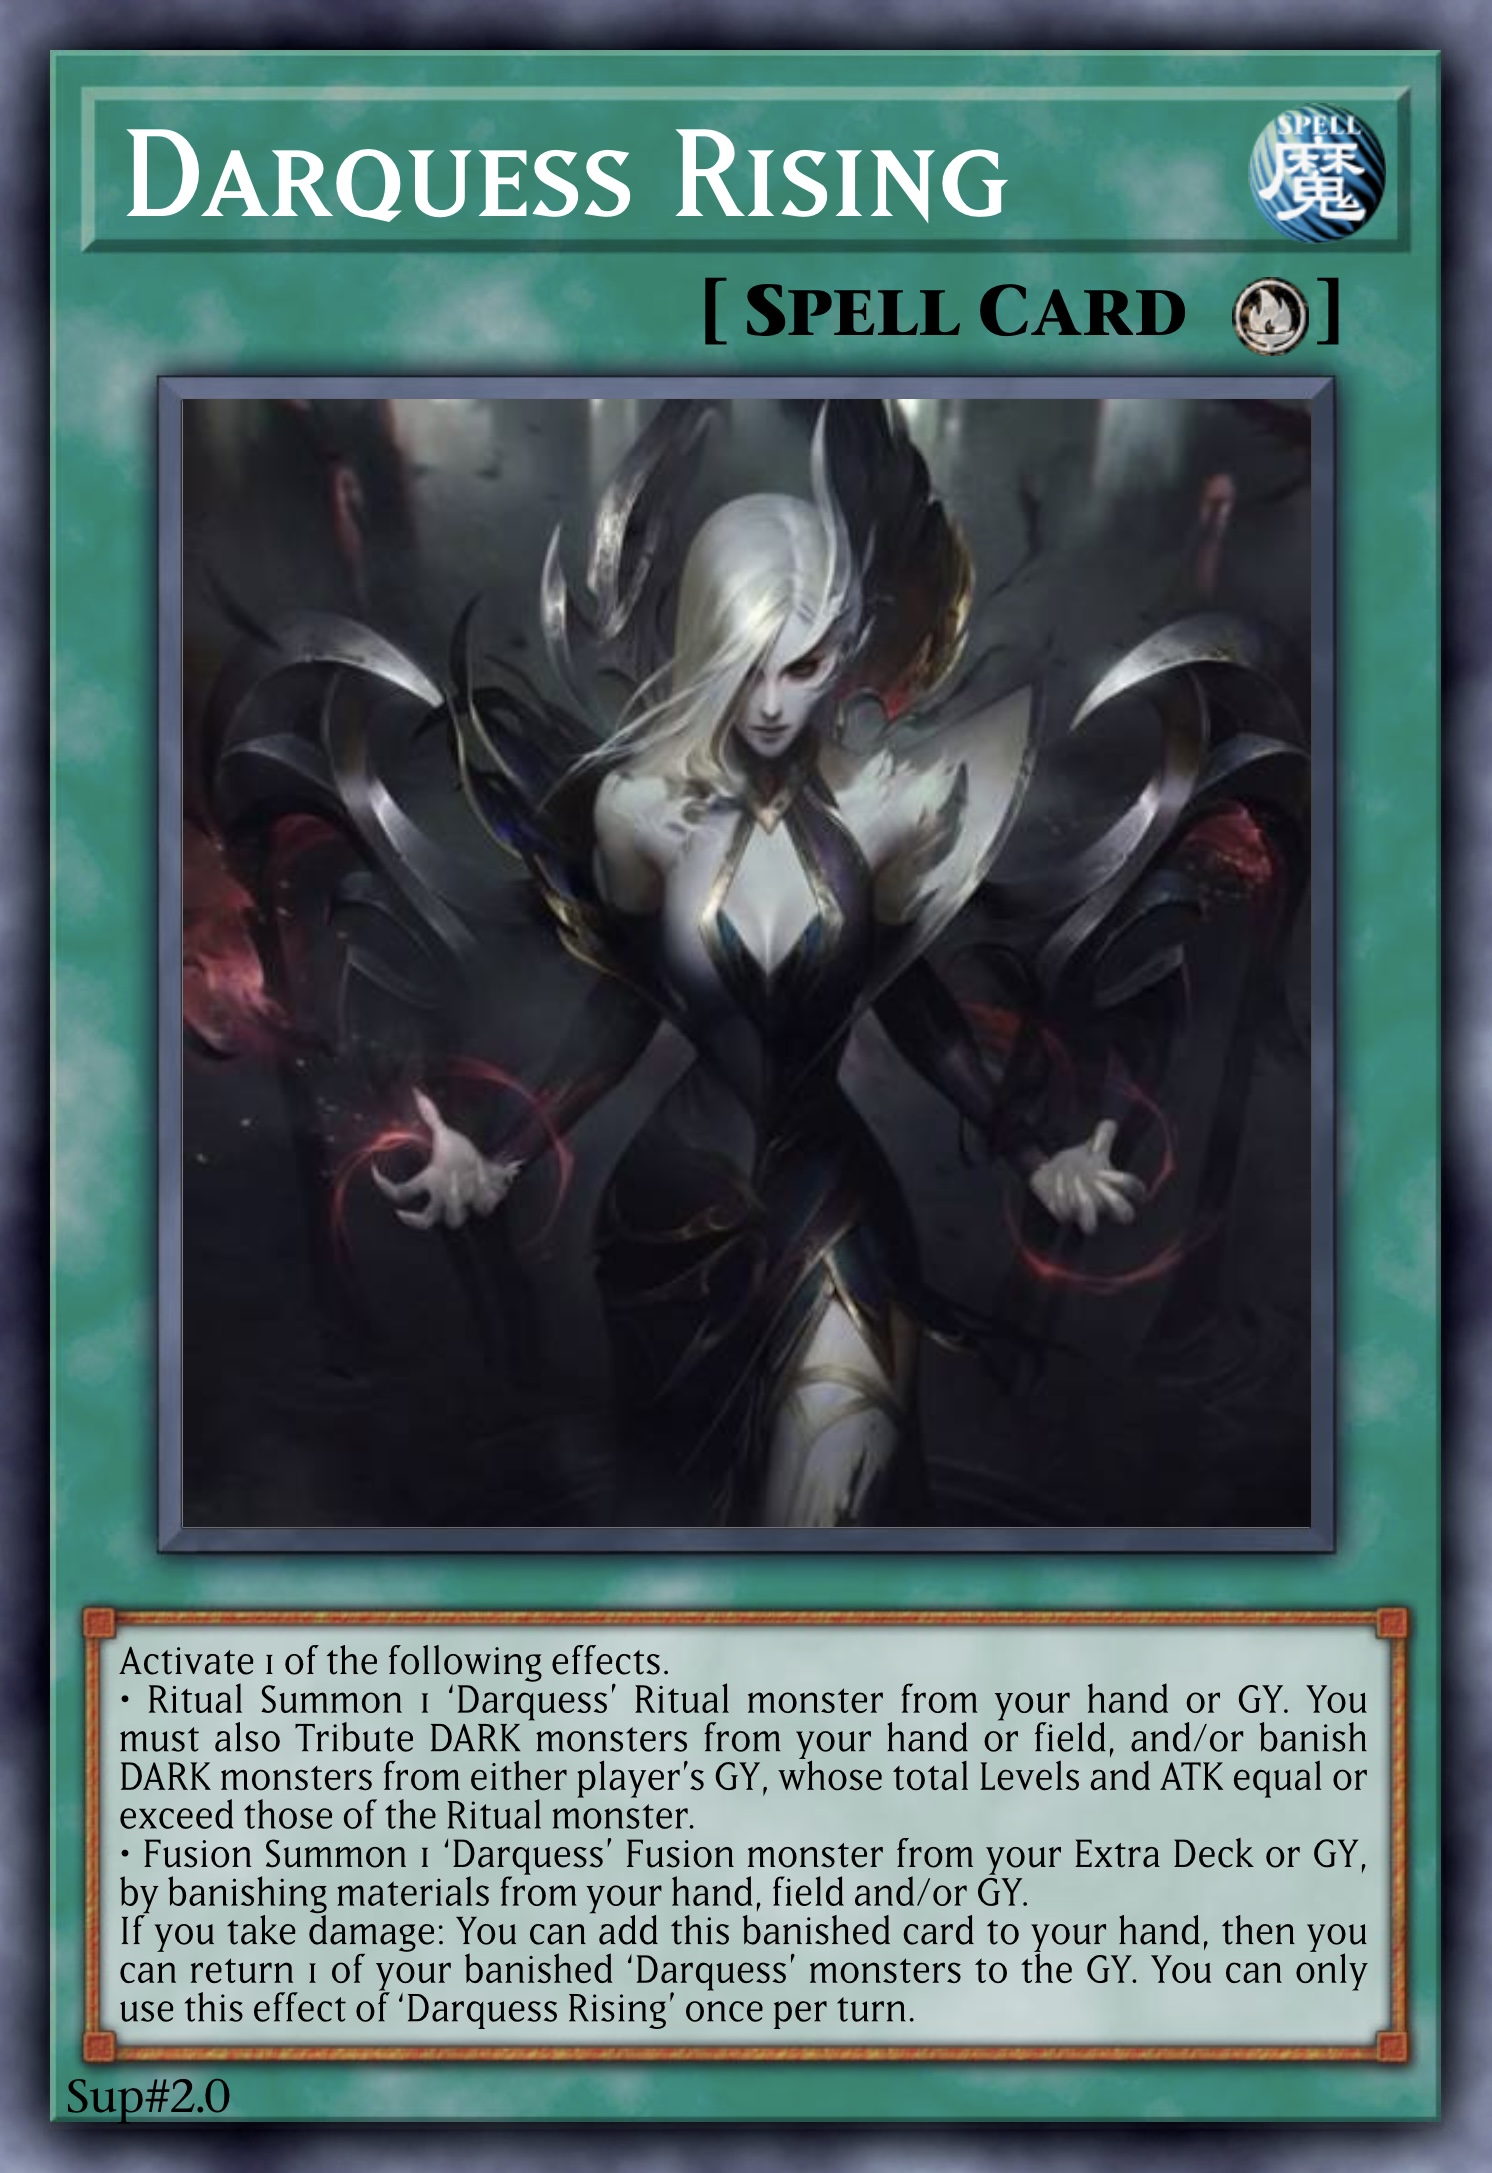 Darquess Rising
SPELL
魔
[ Spell Card ]
Activate 1 of the following effects.
• Ritual Summon 1 ‘Darquess’ Ritual monster from your hand or GY. You
must also Tribute DARK monsters from your hand or field, and/or banish
DARK monsters from either player’s GY, whose total Levels and ATK equal or
exceed those of the Ritual monster.
• Fusion Summon 1 ‘Darquess’ Fusion monster from your Extra Deck or GY,
by banishing materials from your hand, field and/or GY.
If you take damage: You can add this banished card to your hand, then you
can return 1 of your banished ‘Darquess’ monsters to the GY. You can only
use this effect of ‘Darquess Rising’ once per turn.
Sup#2.0